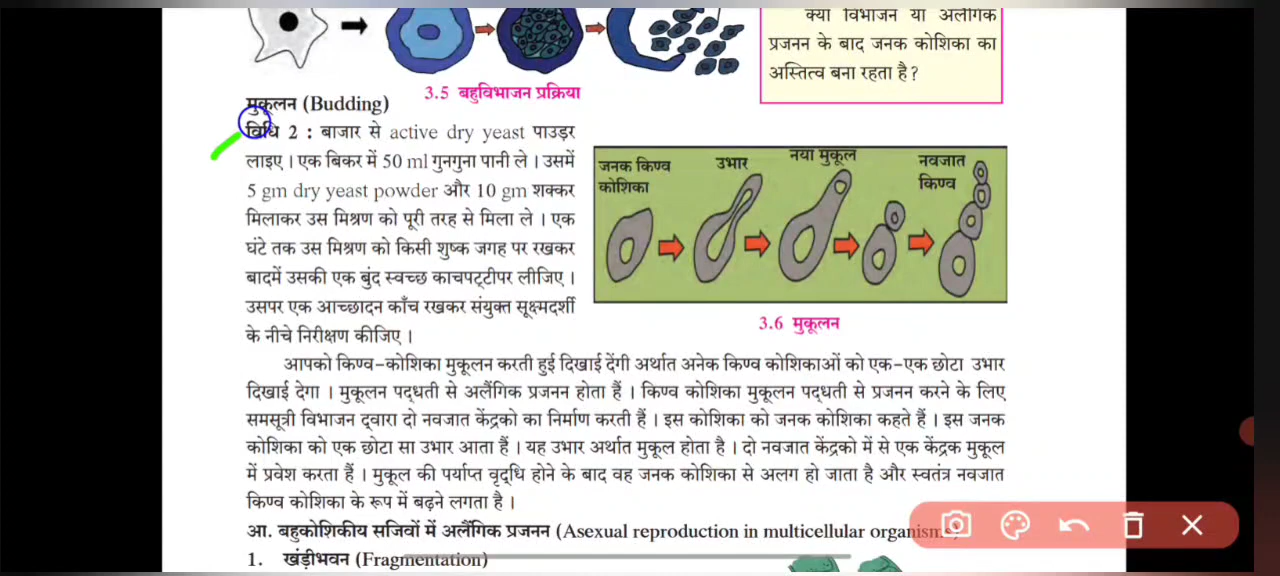 क्या विभाजन या अलैंगिक
प्रजनन के बाद जनक कोशिका का
अस्तित्व बना रहता है?
3.5 बहुविभाजन प्रक्रिया
मुकूलन (Budding)
विधि 2 : बाजार से active dry yeast पाउड़र
लाइए। एक बिकर में 50 ml गुनगुना पानी ले। उसमें
5 gm dry yeast powder और 10 gm शक्कर
मिलाकर उस मिश्रण को पूरी तरह से मिला ले। एक
घंटे तक उस मिश्रण को किसी शुष्क जगह पर रखकर
बादमें उसकी एक बुंद स्वच्छ काचपट्टीपर लीजिए।
उसपर एक आच्छादन काँच रखकर संयुक्त सूक्ष्मदर्शी
के नीचे निरीक्षण कीजिए।
जनक किण्व
कोशिका
उभार
नया मुकूल
नवजात
किण्व
3.6 मुकूलन
आपको किण्व-कोशिका मुकूलन करती हुई दिखाई देंगी अर्थात अनेक किण्व कोशिकाओं को एक-एक छोटा उभार
दिखाई देगा। मुकूलन पद्धती से अलैंगिक प्रजनन होता हैं। किण्व कोशिका मुकूलन पद्धती से प्रजनन करने के लिए
समसूत्री विभाजन द्वारा दो नवजात केंद्रको का निर्माण करती हैं। इस कोशिका को जनक कोशिका कहते हैं। इस जनक
कोशिका को एक छोटा सा उभार आता हैं। यह उभार अर्थात मुकूल होता है। दो नवजात केंद्रको में से एक केंद्रक मुकूल
में प्रवेश करता हैं। मुकूल की पर्याप्त वृद्धि होने के बाद वह जनक कोशिका से अलग हो जाता है और स्वतंत्र नवजात
किण्व कोशिका के रूप में बढ़ने लगता है।
आ. बहुकोशिकीय सजिवों में अलैंगिक प्रजनन (Asexual reproduction in multicellular organisms)
1. खंड़ीभवन (Fragmentation)